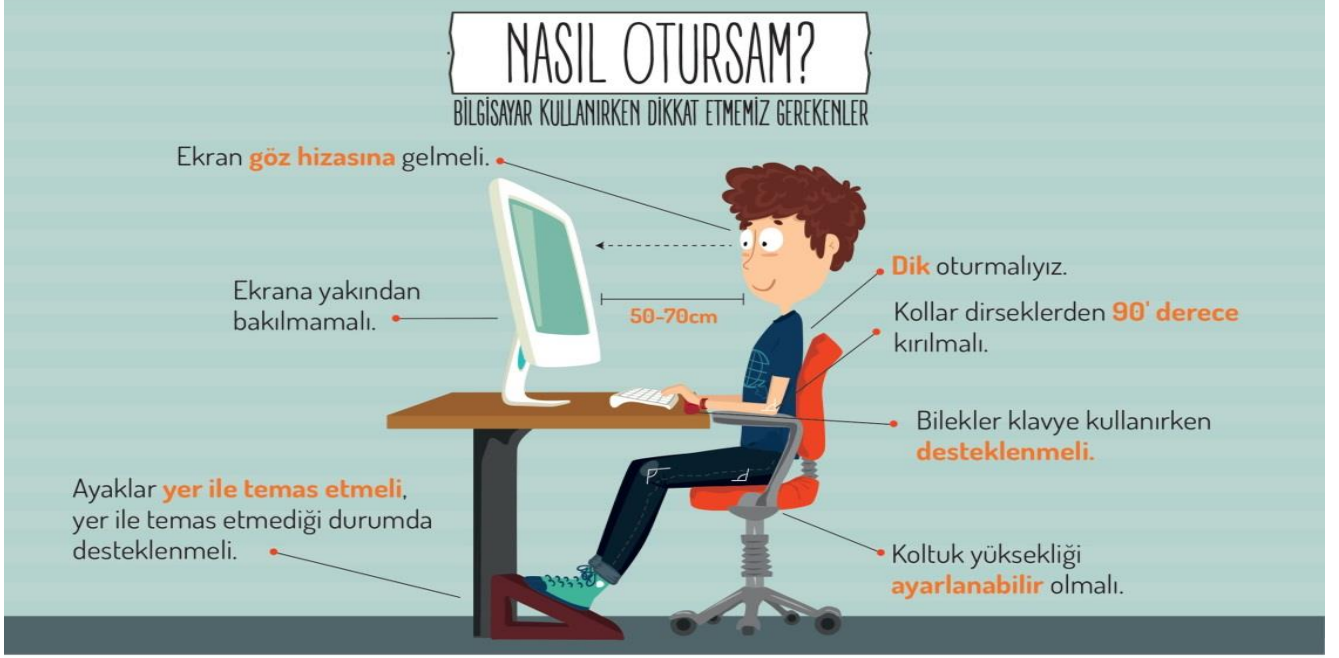 NASIL OTURSAM?
BİLGİSAYAR KULLANIRKEN DİKKAT ETMEMİZ GEREKENLER
Ekran göz hizasına gelmeli.
Ekrana yakından
bakılmamalı.
50-70cm
Dik oturmalıyız.
Kollar dirseklerden 90' derece
kırılmalı.
Bilekler klavye kullanırken
desteklenmeli.
Ayaklar yer ile temas etmeli,
yer ile temas etmediği durumda
desteklenmeli.
Koltuk yüksekliği
ayarlanabilir olmalı.